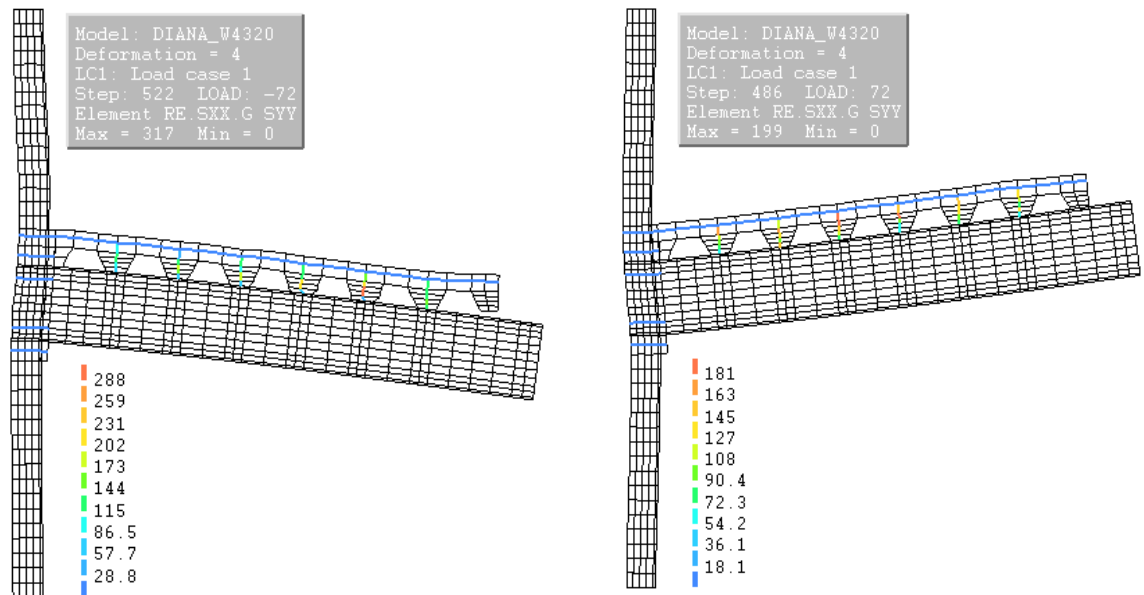 Model: DIANA_W4320
Deformation = 4
LC1: Load case 1
Step: 522 LOAD: -72
Element RE.SXX.G SYY
Max = 317 Min = 0
288
259
231
202
173
144
115
86.5
57.7
28.8
Model: DIANA_W4320
Deformation = 4
LC1: Load case 1
Step: 486 LOAD: 72
Element RE.SXX.G SYY
Max = 199 Min = 0
181
163
145
127
108
90.4
72.3
54.2
36.1
18.1